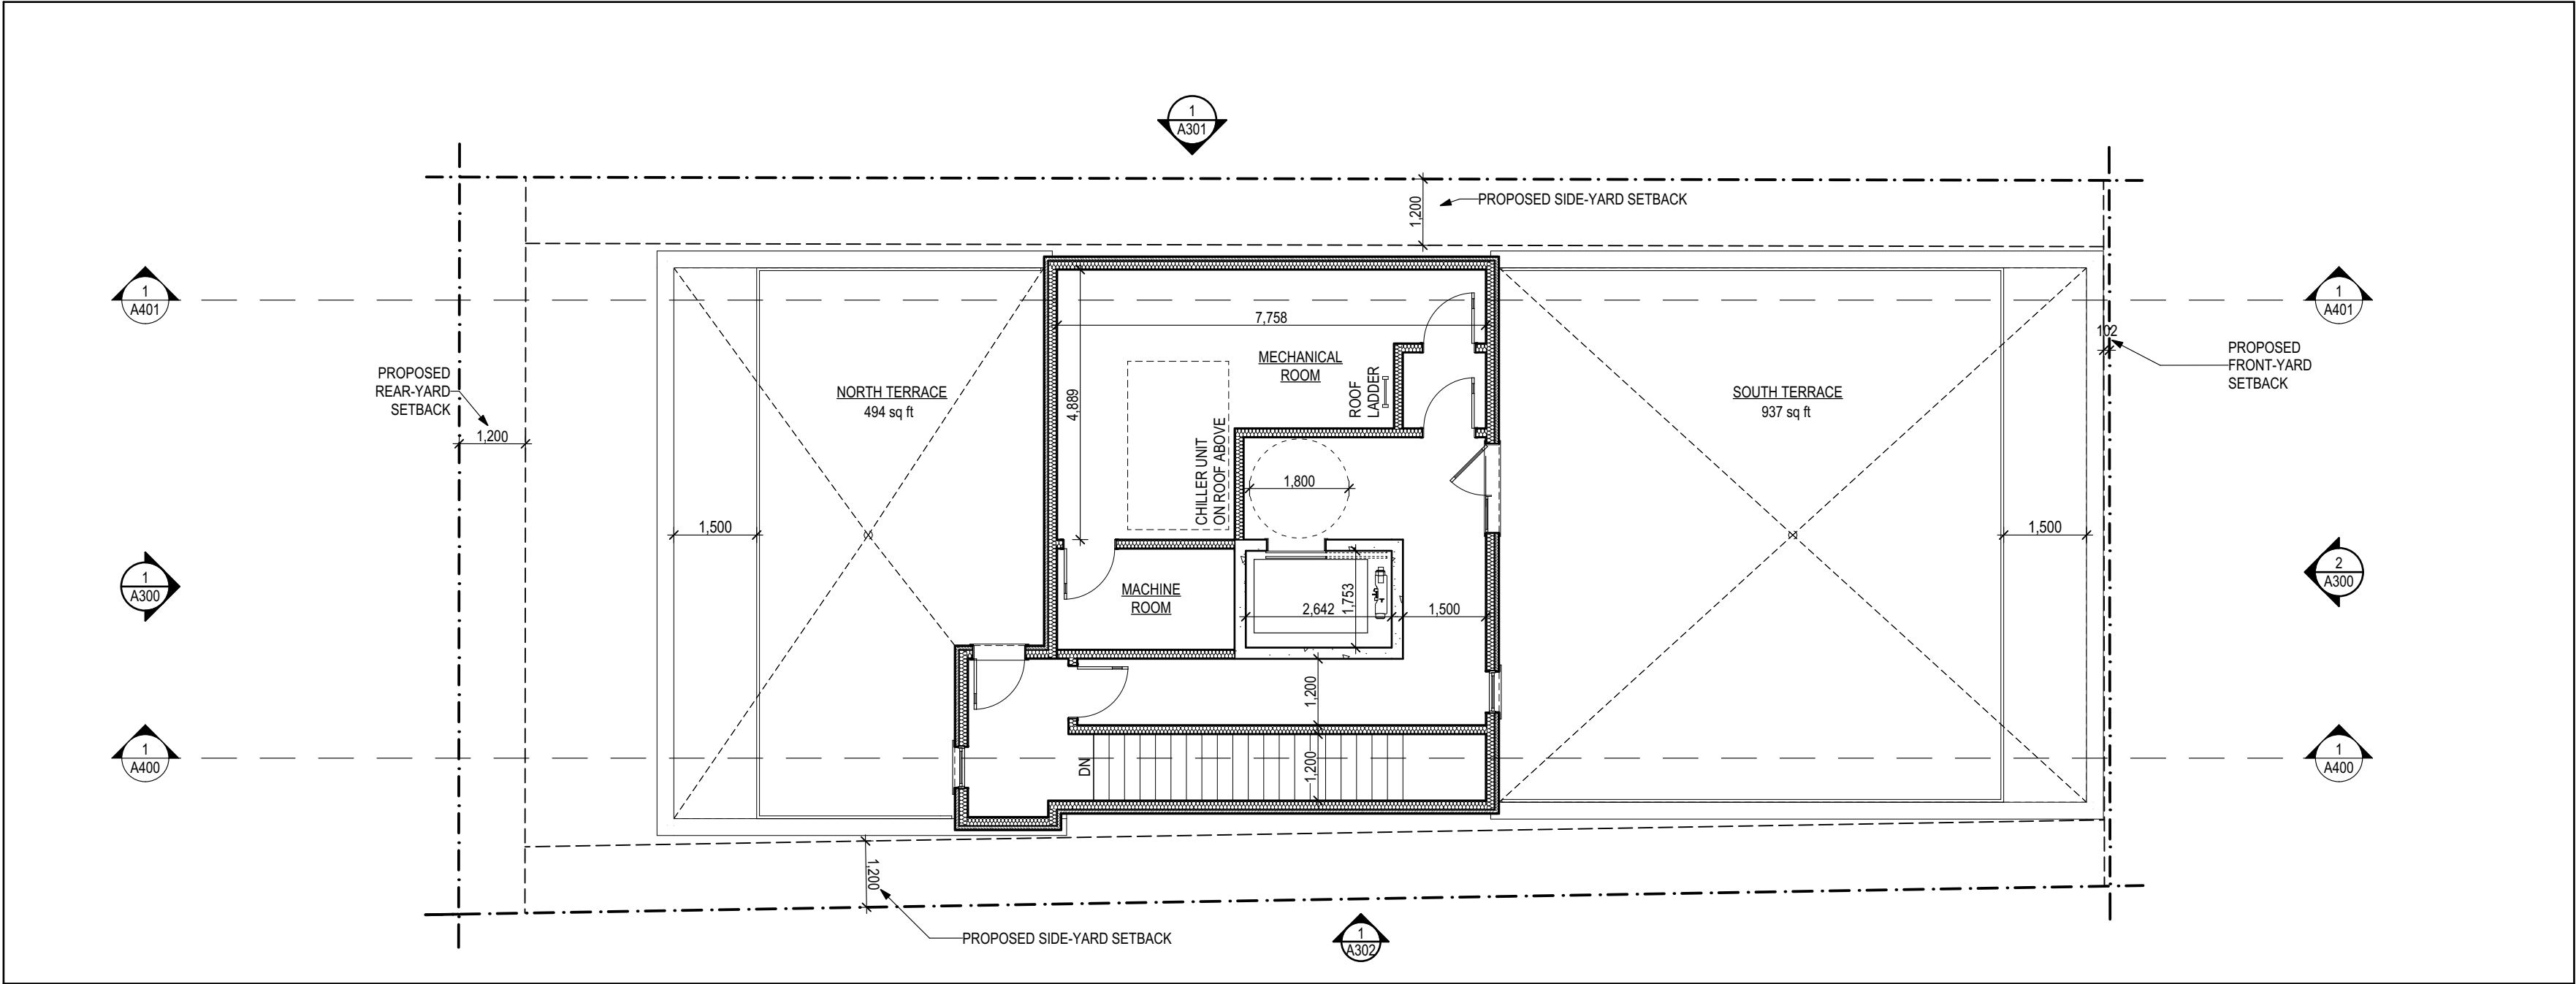 1
A301
1,200
PROPOSED SIDE-YARD SETBACK
1
A401
1
A401
7,758
102
PROPOSED
FRONT-YARD
SETBACK
MECHANICAL
ROOM
PROPOSED
REAR-YARD
SETBACK
1,200
NORTH TERRACE
494 sq ft
4,889
ROOF
LADDER
SOUTH TERRACE
937 sq ft
CHILLER UNIT
ON ROOF ABOVE
1,800
1,500
1,500
1
A300
2
A300
MACHINE
ROOM
2,642
1,753
1,500
1,200
1
A400
DN
1,200
1
A400
1,200
PROPOSED SIDE-YARD SETBACK
1
A302